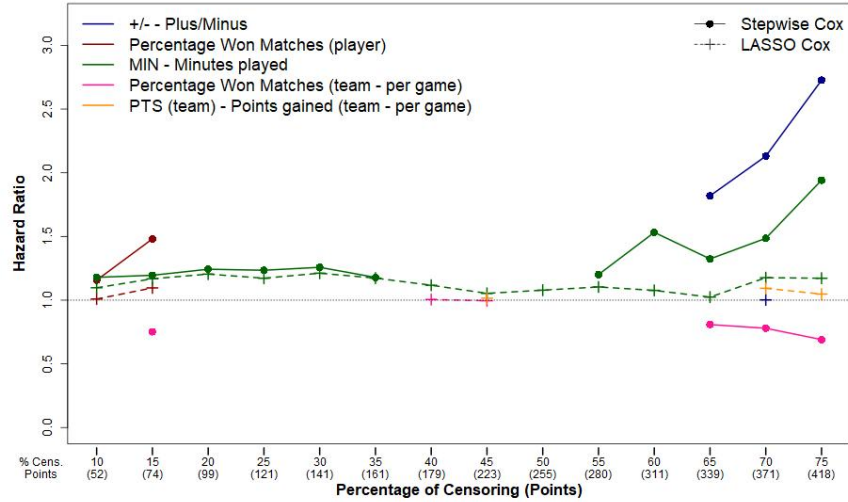 +/- - Plus/Minus
Percentage Won Matches (player)
MIN - Minutes played
Percentage Won Matches (team - per game)
PTS (team) - Points gained (team - per game)
Stepwise Cox
LASSO Cox
Hazard Ratio
3.0
2.5
2.0
1.5
1.0
0.5
0.0
% Cens. 10 15 20 25 30 35 40 45 50 55 60 65 70 75
Points (52) (74) (99) (121) (141) (161) (179) (223) (255) (280) (311) (339) (371) (418)
Percentage of Censoring (Points)